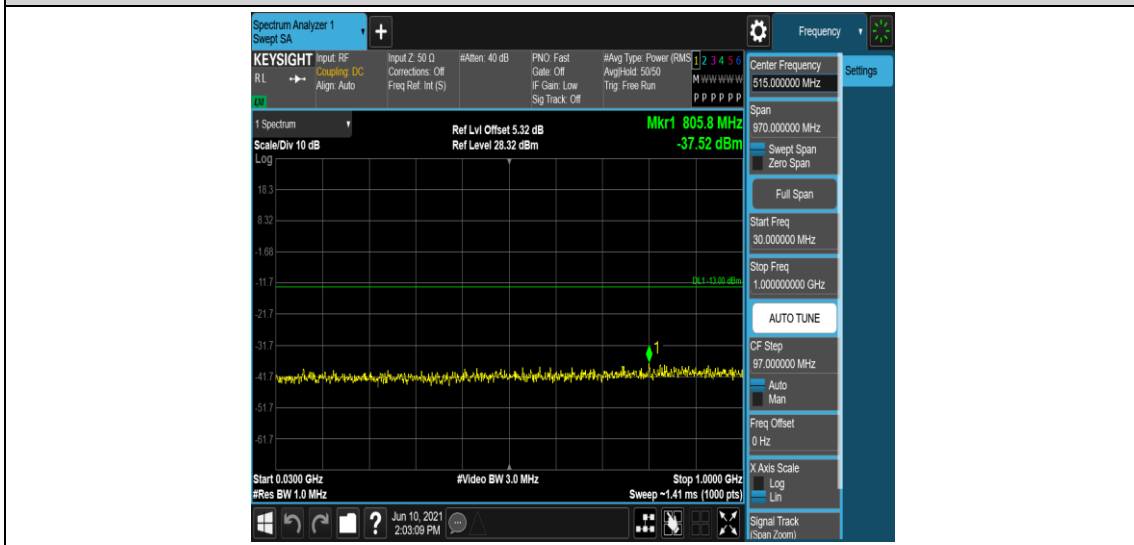 Spectrum Analyzer 1
Swept SA
+
Frequency
KEYSIGHT
RL
LXI
Input: RF
Coupling: DC
Align: Auto
Input Z: 50 Ω
Corrections: Off
Freq Ref: Int (S)
#Atten: 40 dB
PNO: Fast
Gate: Off
IF Gain: Low
Sig Track: Off
#Avg Type: Power (RMS
Avg|Hold: 50/50
Trig: Free Run
1 2 3 4 5 6
M W W W W W
P P P P P P
1 Spectrum
Scale/Div 10 dB
Ref Lvl Offset 5.32 dB
Ref Level 28.32 dBm
Mkr1 805.8 MHz
-37.52 dBm
Log
18.3
8.32
-1.68
-11.7
DL1 -13.00 dBm
-21.7
-31.7
1
-41.7
-51.7
-61.7
Start 0.0300 GHz
#Res BW 1.0 MHz
#Video BW 3.0 MHz
Stop 1.0000 GHz
Sweep ~1.41 ms (1000 pts)
Center Frequency
515.000000 MHz
Settings
Span
970.000000 MHz
Swept Span
Zero Span
Full Span
Start Freq
30.000000 MHz
Stop Freq
1.000000000 GHz
AUTO TUNE
CF Step
97.000000 MHz
Auto
Man
Freq Offset
0 Hz
X Axis Scale
Log
Lin
Signal Track
(Span Zoom)
?
Jun 10, 2021
2:03:09 PM